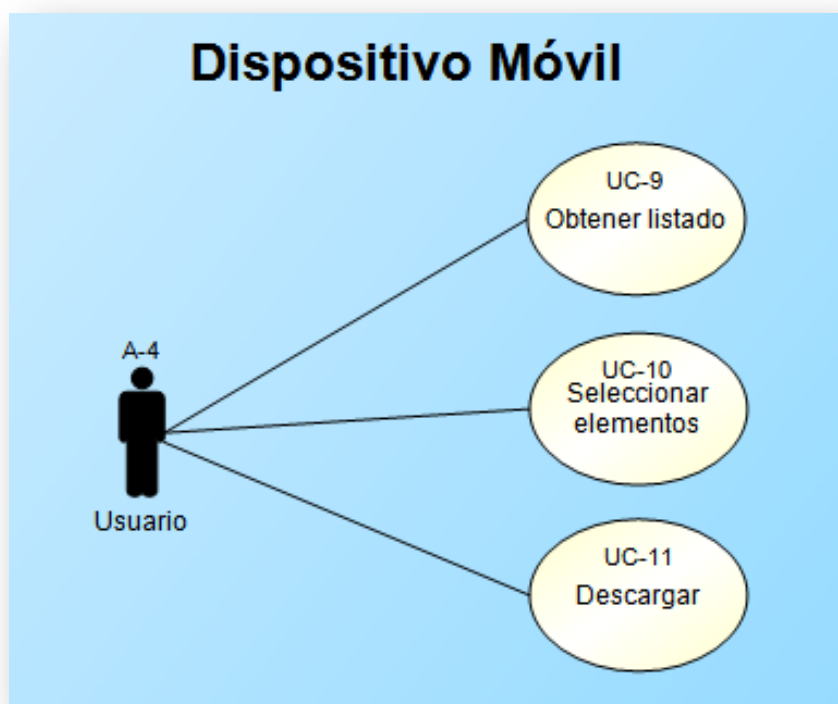 Dispositivo Móvil
UC-9
Obtener listado
A-4
Usuario
UC-10
Seleccionar
elementos
UC-11
Descargar